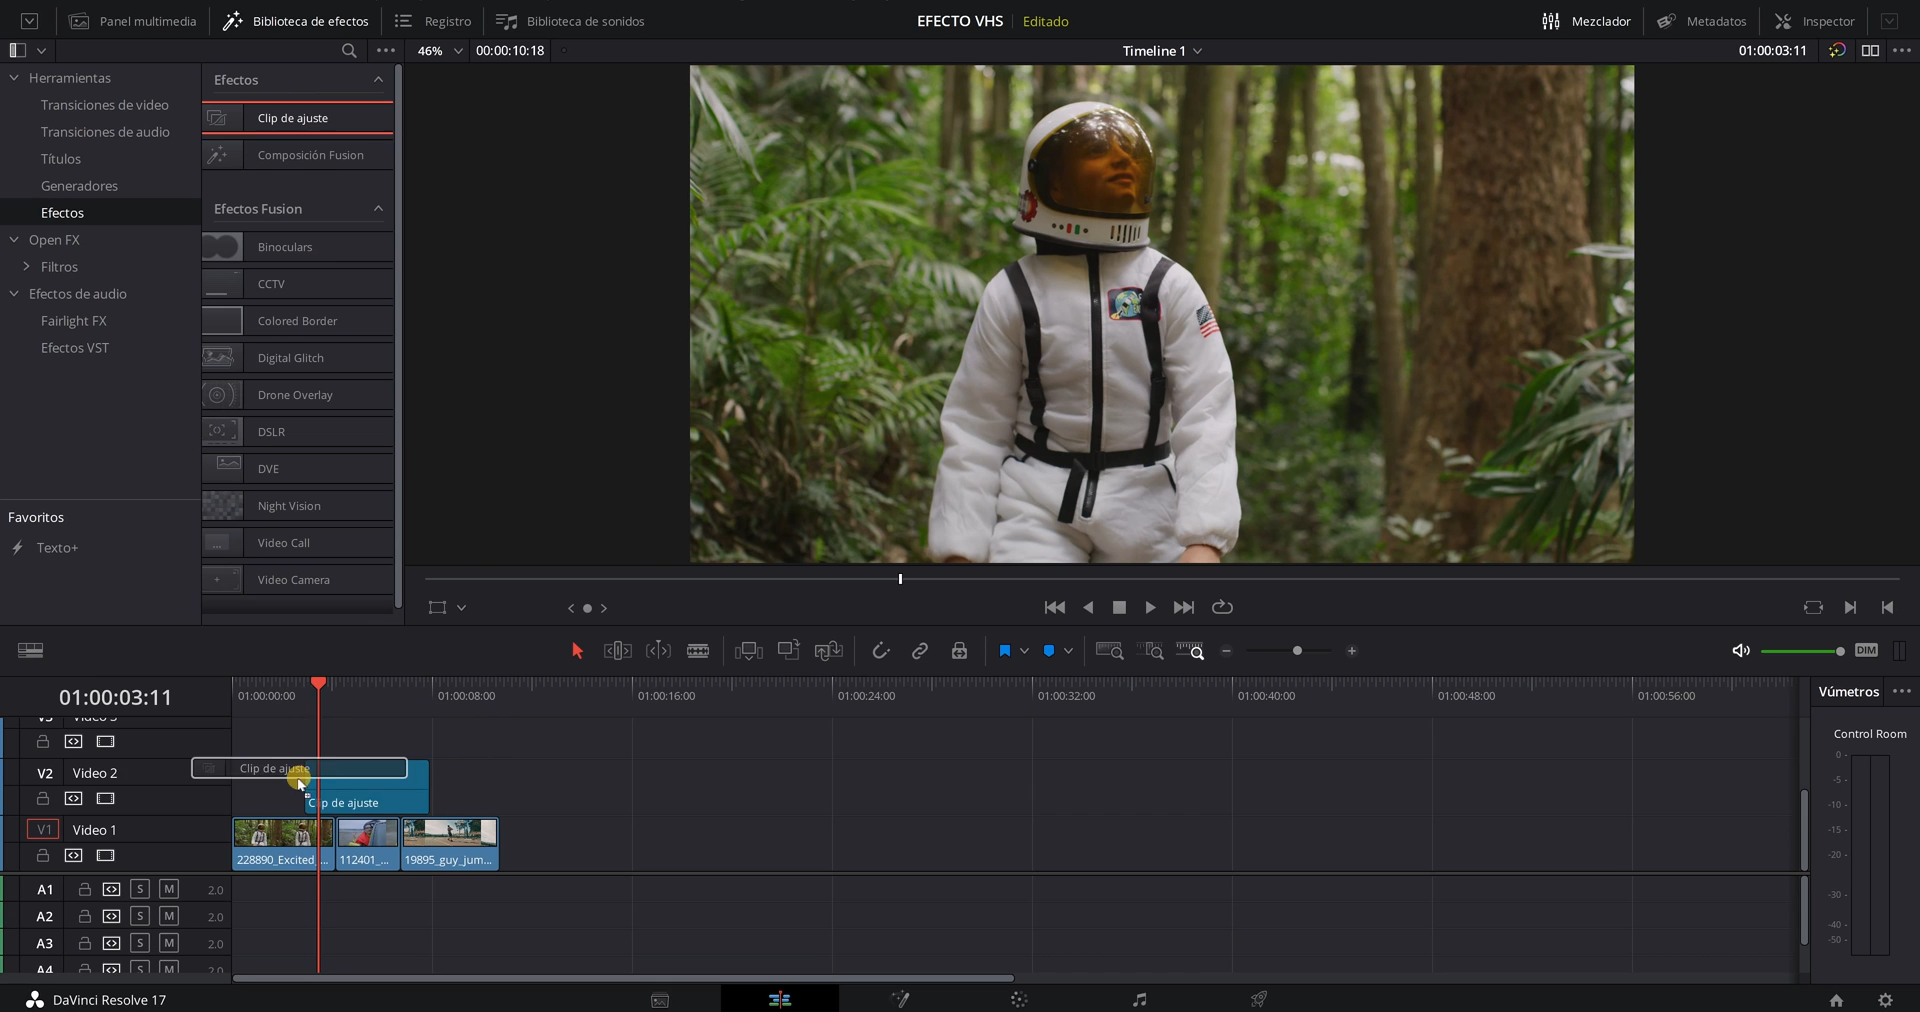 Panel multimedia
Biblioteca de efectos
Registro
Biblioteca de sonidos
EFECTO VHS
Editado
Mezclador
Metadatos
Inspector
46%
00:00:10:18
Timeline 1
01:00:03:11
Herramientas
Transiciones de video
Transiciones de audio
Títulos
Generadores
Efectos
Open FX
Filtros
Efectos de audio
Fairlight FX
Efectos VST
Favoritos
Texto+
Efectos
Clip de ajuste
Composición Fusion
Efectos Fusion
Binoculars
CCTV
Colored Border
Digital Glitch
Drone Overlay
DSLR
DVE
Night Vision
Video Call
Video Camera
DIM
01:00:03:11
01:00:00:00
01:00:08:00
01:00:16:00
01:00:24:00
01:00:32:00
01:00:40:00
01:00:48:00
01:00:56:00
V3 Video 3
V2 Video 2
Clip de ajuste
Clip de ajuste
V1 Video 1
228890_Excited_...
112401_...
19895_guy_jum...
A1 S M 2.0
A2 S M 2.0
A3 S M 2.0
A4 S M 2.0
Vúmetros
Control Room
0
-5
-10
-15
-20
-30
-40
-50
DaVinci Resolve 17